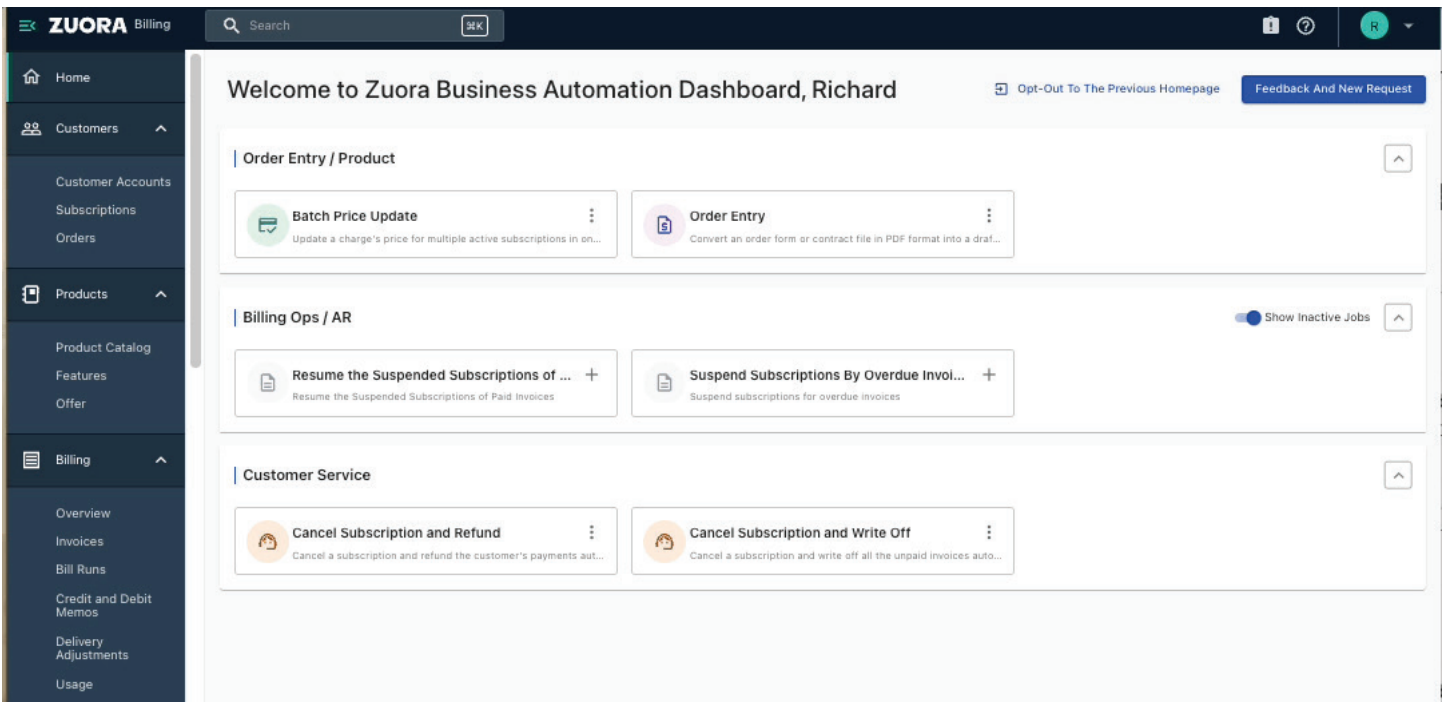 ZUORA Billing
Search
⌘K
R
Home
Customers
Customer Accounts
Subscriptions
Orders
Products
Product Catalog
Features
Offer
Billing
Overview
Invoices
Bill Runs
Credit and Debit
Memos
Delivery
Adjustments
Usage
Welcome to Zuora Business Automation Dashboard, Richard
Opt-Out To The Previous Homepage
Feedback And New Request
Order Entry / Product
Batch Price Update
Update a charge's price for multiple active subscriptions in on...
Order Entry
Convert an order form or contract file in PDF format into a draf...
Billing Ops / AR
Show Inactive Jobs
Resume the Suspended Subscriptions of ...
Resume the Suspended Subscriptions of Paid Invoices
Suspend Subscriptions By Overdue Invoi...
Suspend subscriptions for overdue invoices
Customer Service
Cancel Subscription and Refund
Cancel a subscription and refund the customer's payments aut...
Cancel Subscription and Write Off
Cancel a subscription and write off all the unpaid invoices auto...